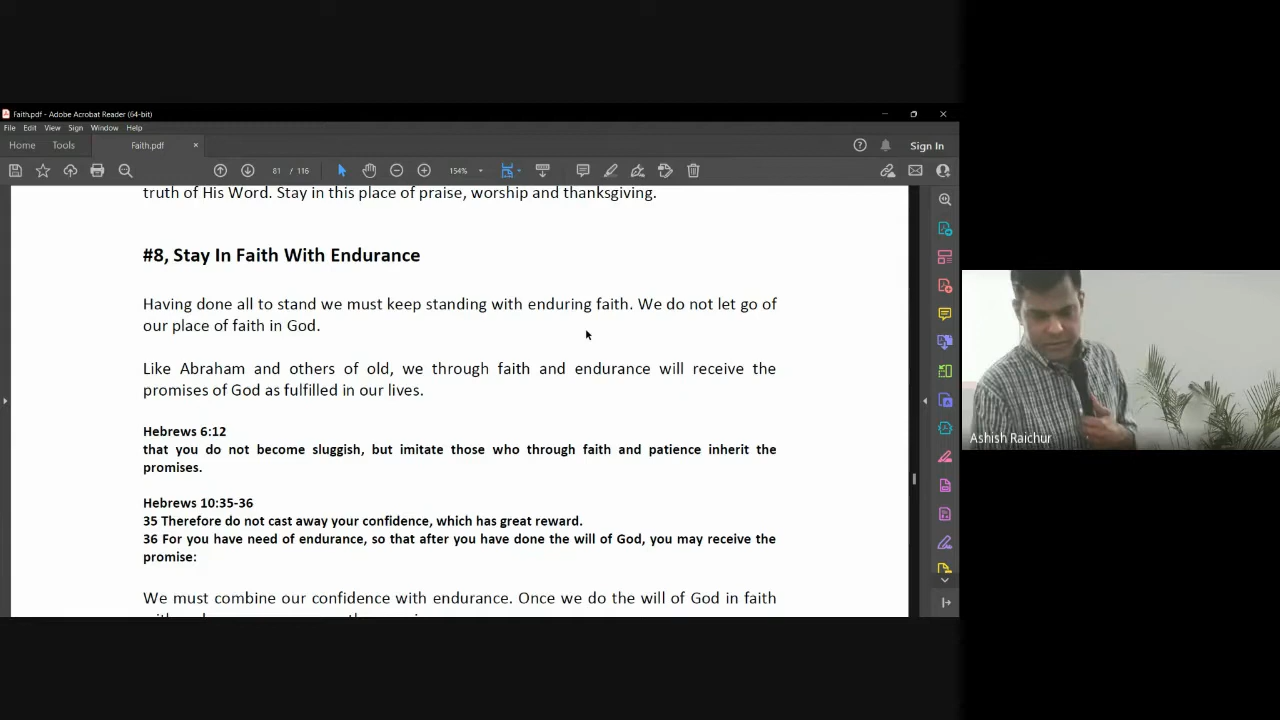 Faith.pdf - Adobe Acrobat Reader (64-bit)
File Edit View Sign Window Help
Home Tools Faith.pdf × Sign In
81 / 116 154%
truth of His Word. Stay in this place of praise, worship and thanksgiving.
#8, Stay In Faith With Endurance
Having done all to stand we must keep standing with enduring faith. We do not let go of
our place of faith in God.
Like Abraham and others of old, we through faith and endurance will receive the
promises of God as fulfilled in our lives.
Hebrews 6:12
that you do not become sluggish, but imitate those who through faith and patience inherit the
promises.
Hebrews 10:35-36
35 Therefore do not cast away your confidence, which has great reward.
36 For you have need of endurance, so that after you have done the will of God, you may receive the
promise:
We must combine our confidence with endurance. Once we do the will of God in faith
Ashish Raichur